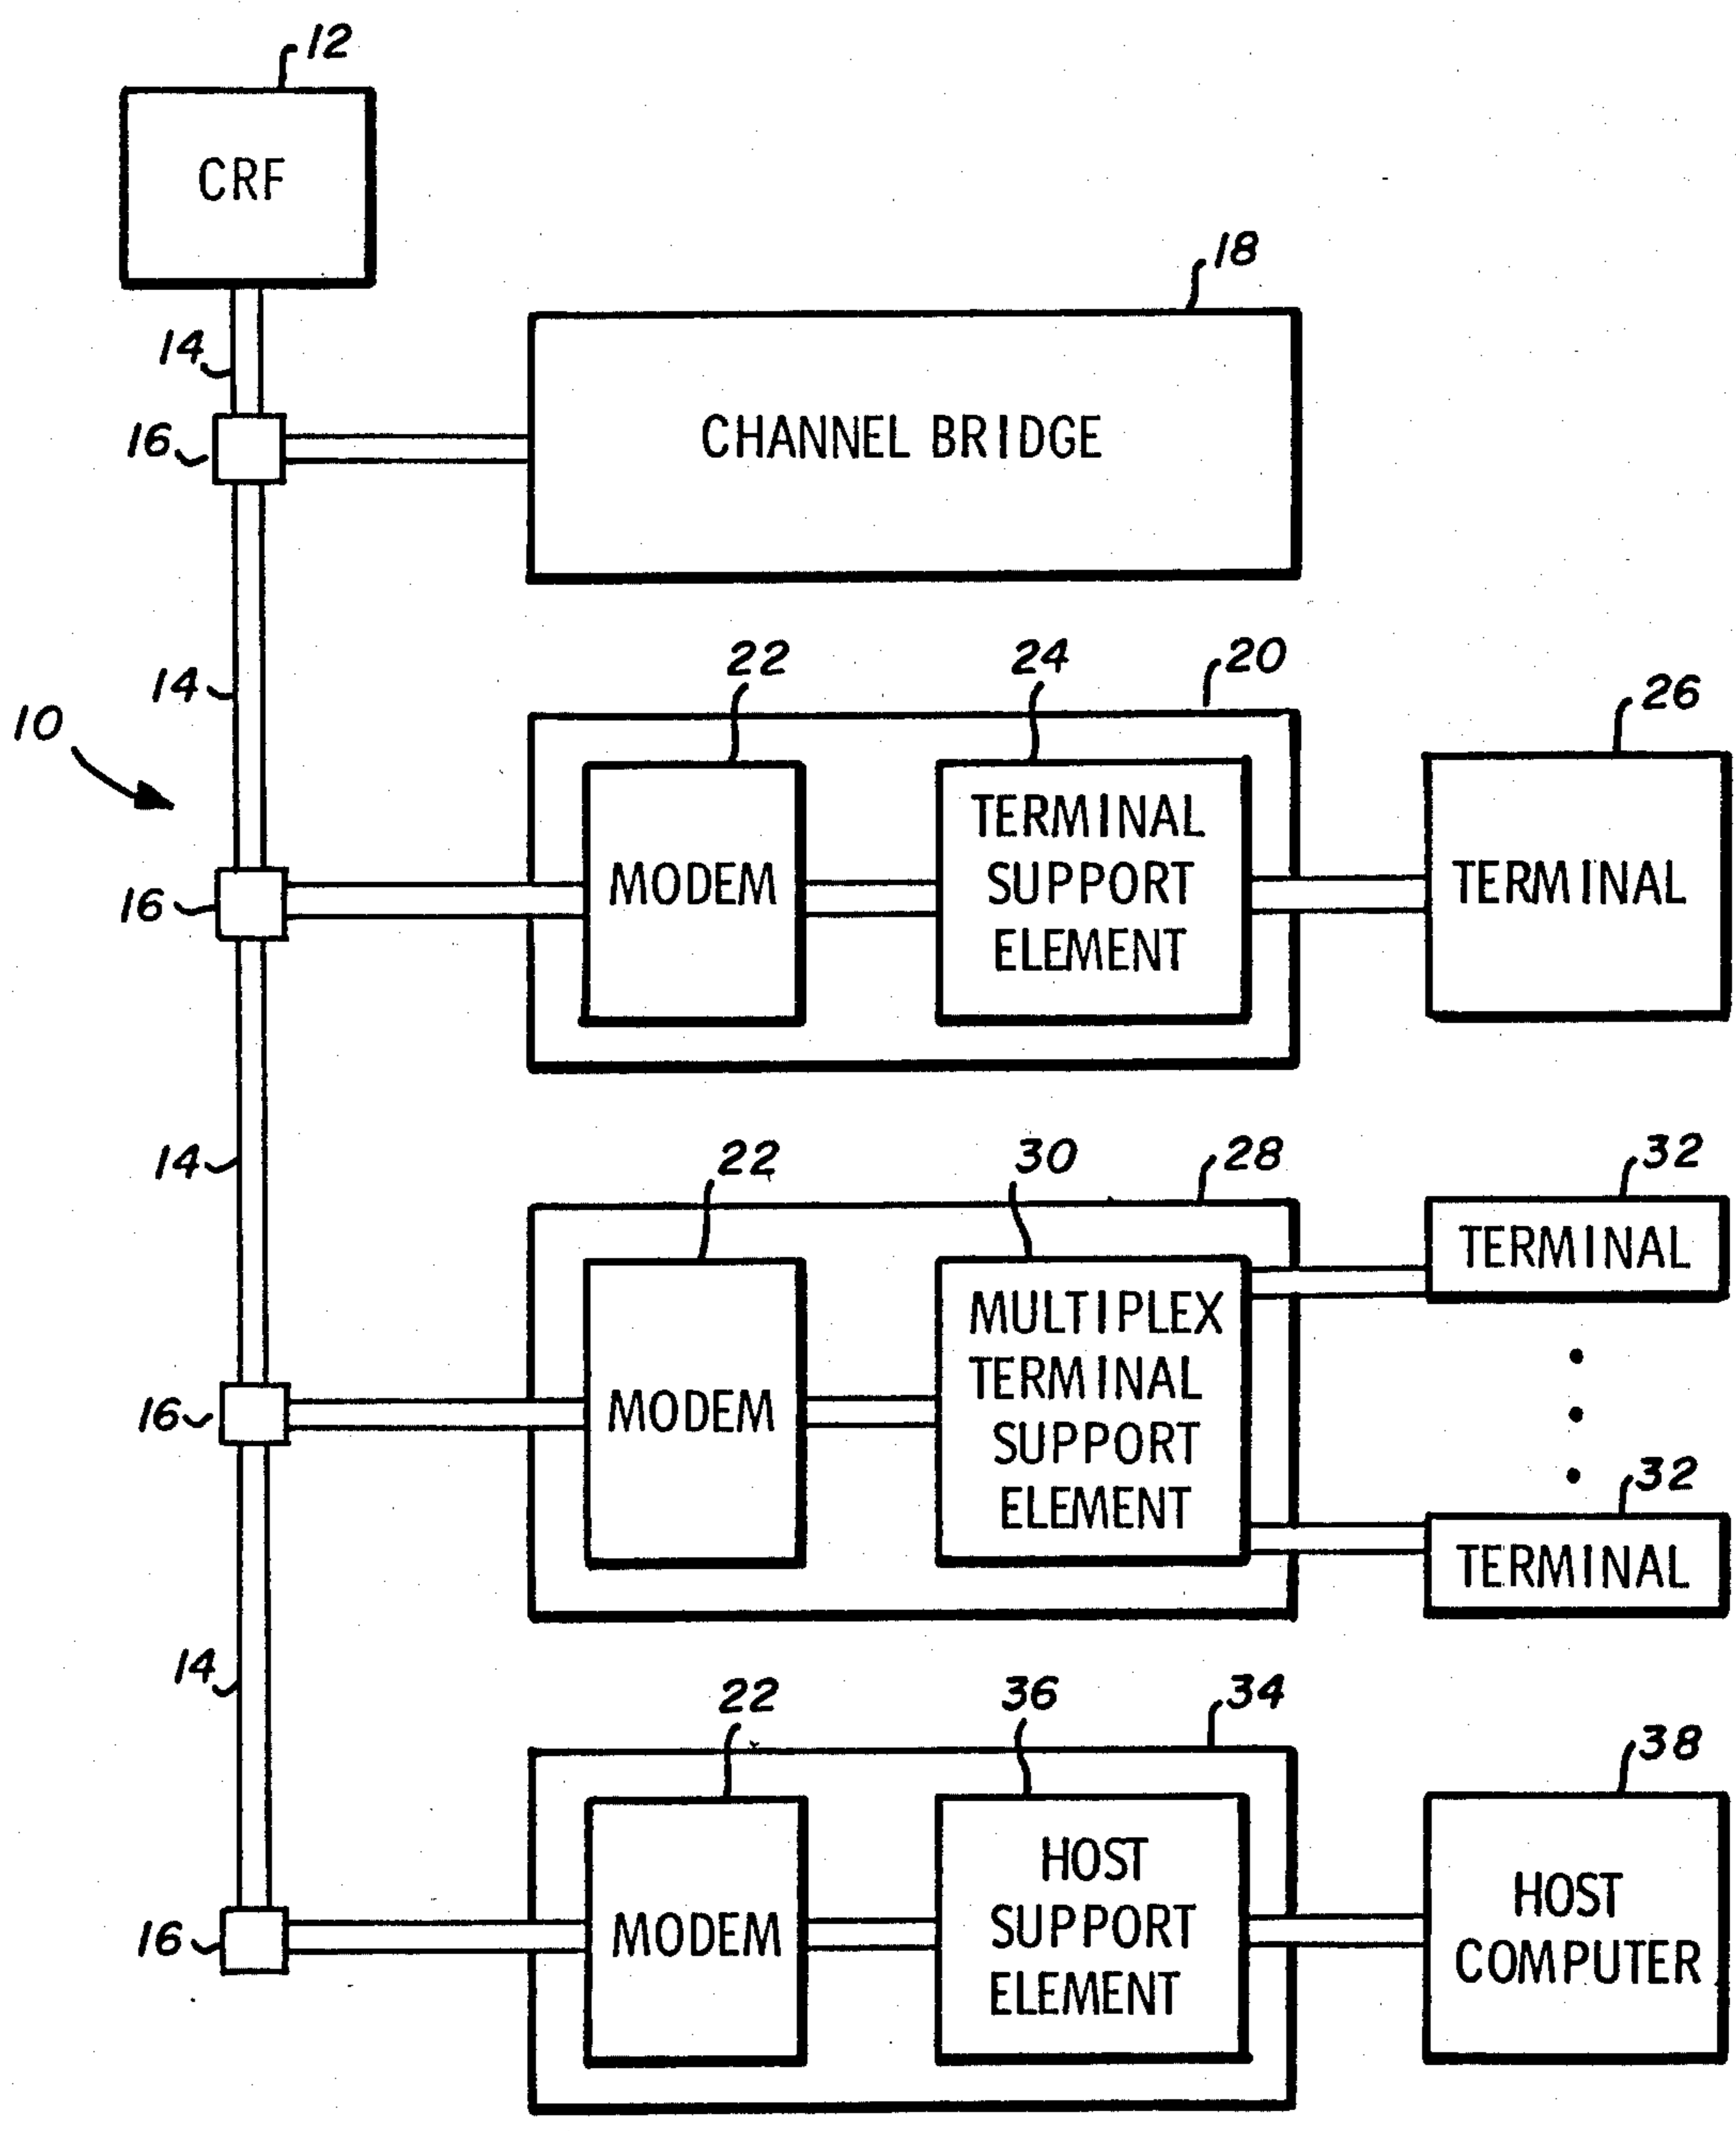 12
CRF
18
14
16
CHANNEL BRIDGE
22
24
20
14
26
10
TERMINAL
SUPPORT
ELEMENT
MODEM
16
TERMINAL
14
22
30
28
32
TERMINAL
MULTIPLEX
TERMINAL
SUPPORT
ELEMENT
MODEM
16
32
TERMINAL
14
22
36
34
38
HOST
SUPPORT
ELEMENT
MODEM
16
HOST
COMPUTER